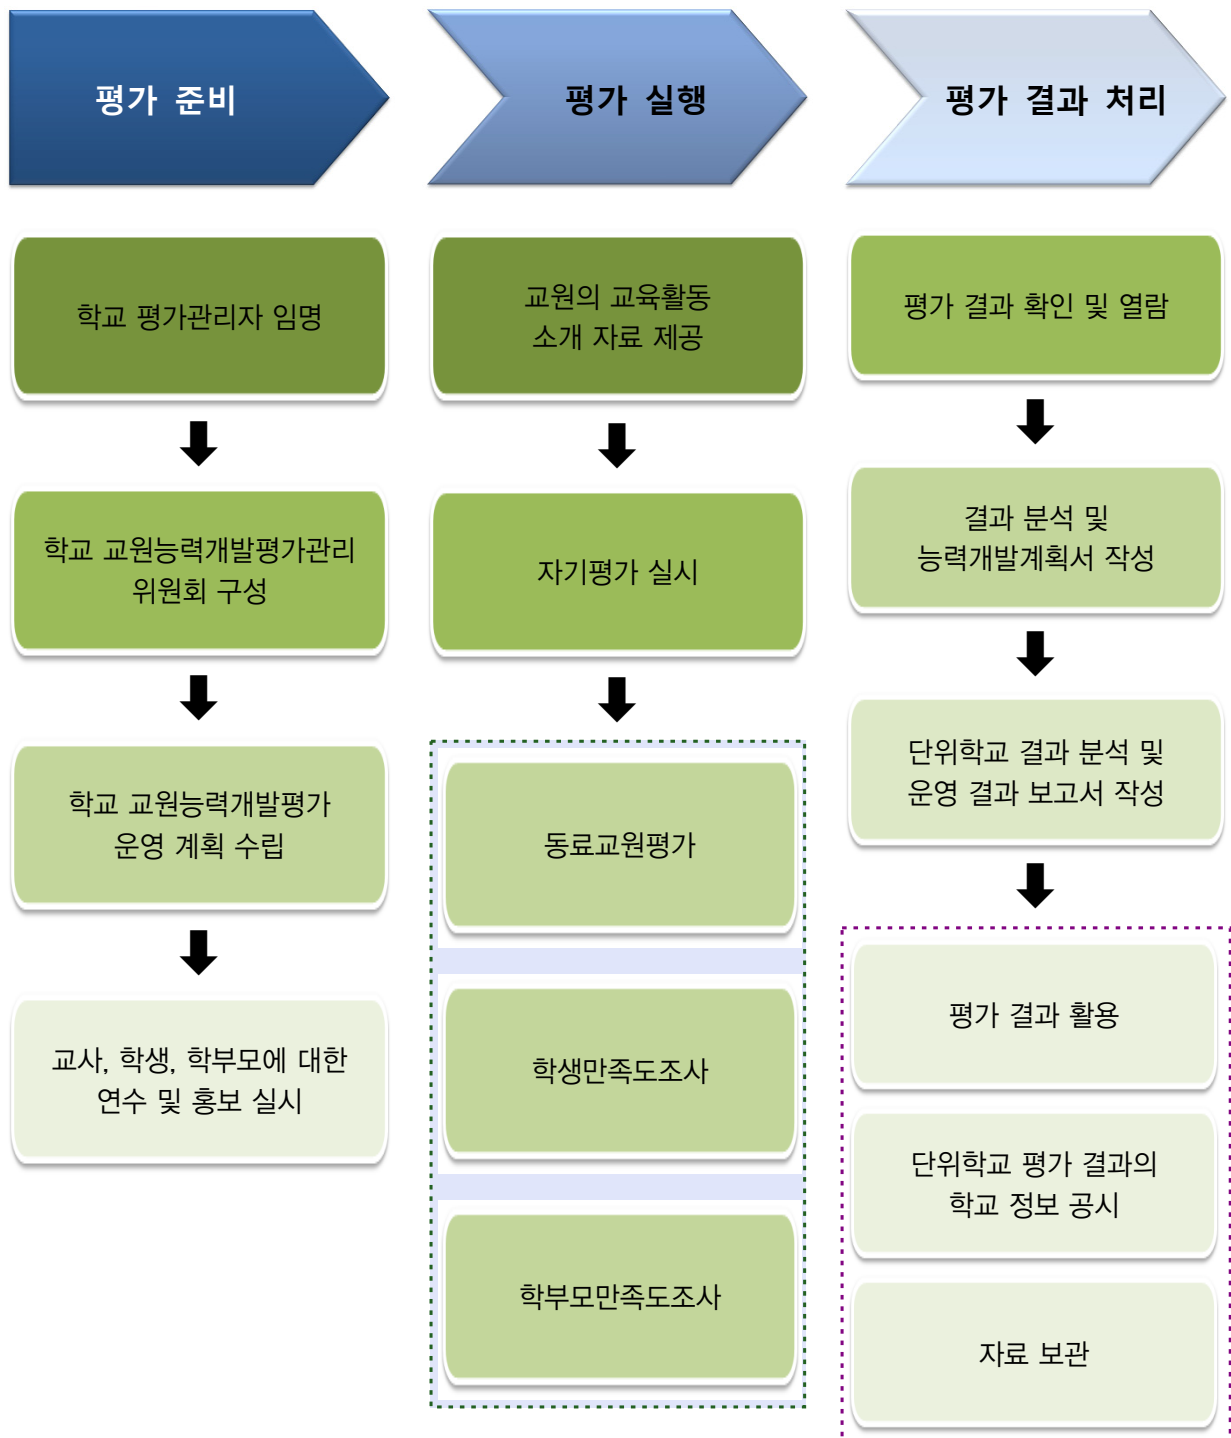 평가 준비
평가 실행
평가 결과 처리
학교 평가관리자 임명
학교 교원능력개발평가관리
위원회 구성
학교 교원능력개발평가
운영 계획 수립
교사, 학생, 학부모에 대한
연수 및 홍보 실시
교원의 교육활동
소개 자료 제공
자기평가 실시
동료교원평가
학생만족도조사
학부모만족도조사
평가 결과 확인 및 열람
결과 분석 및
능력개발계획서 작성
단위학교 결과 분석 및
운영 결과 보고서 작성
평가 결과 활용
단위학교 평가 결과의
학교 정보 공시
자료 보관